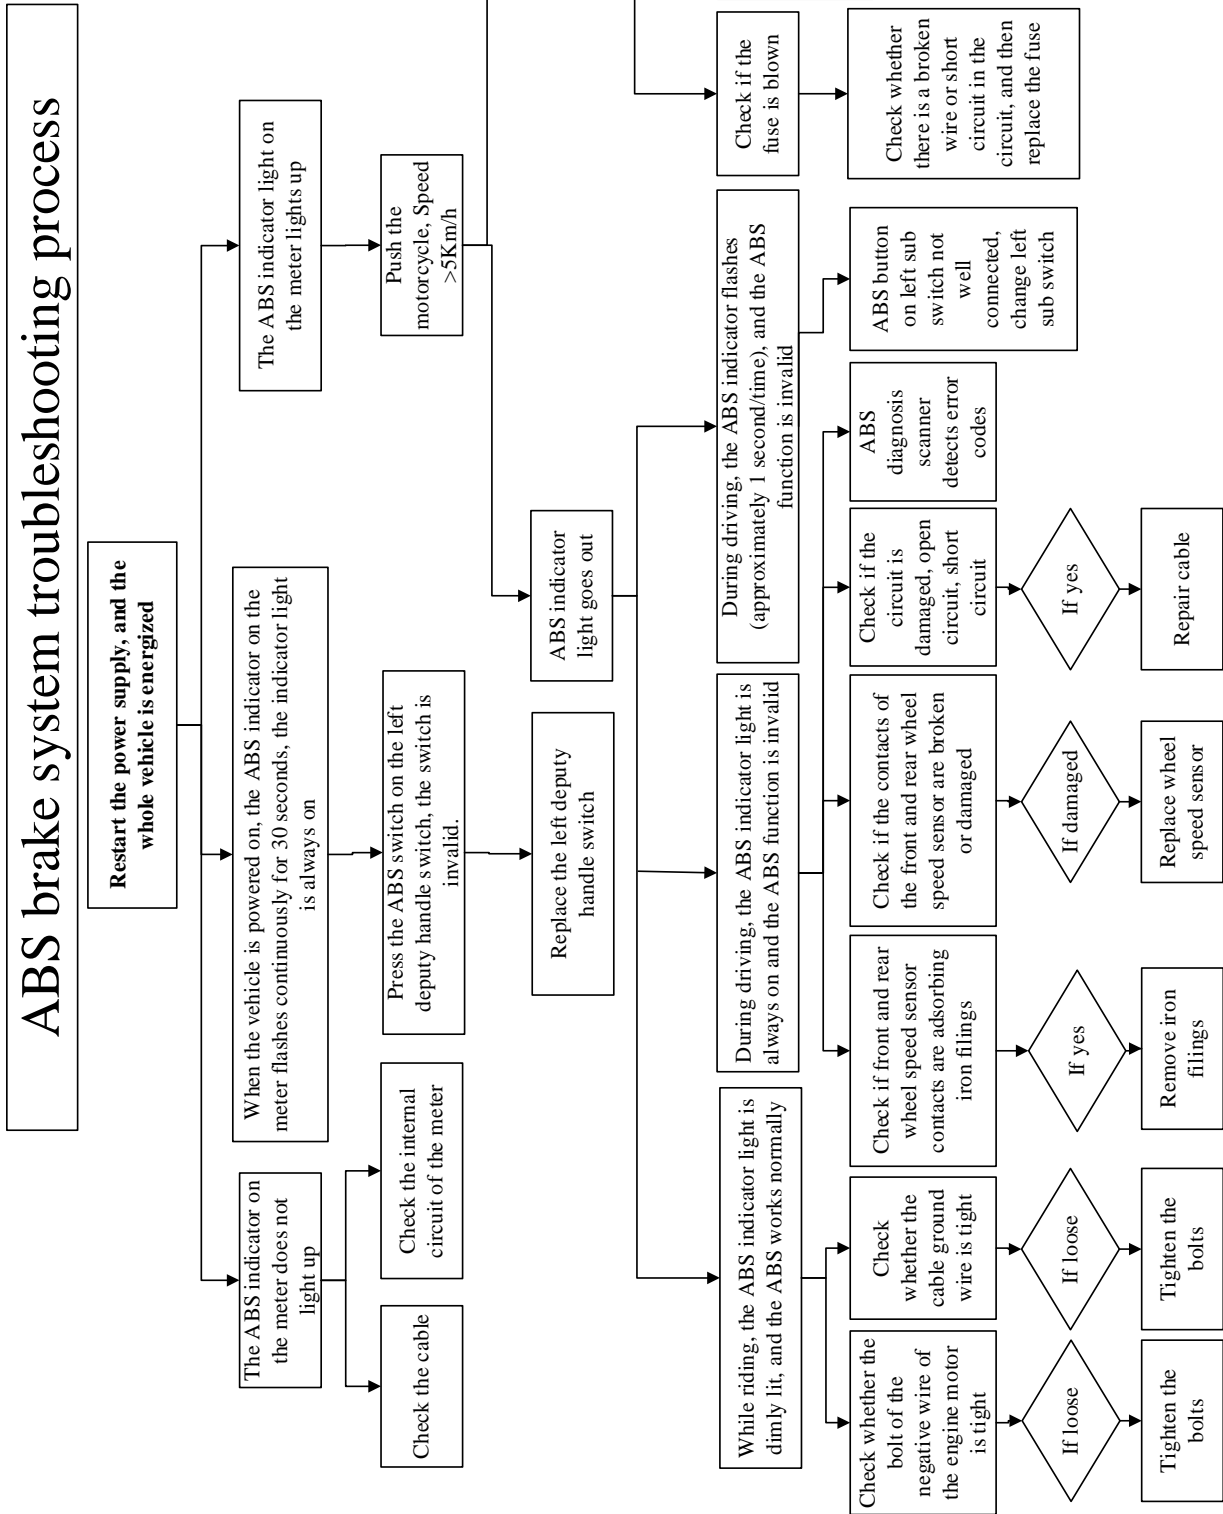 ABS brake system troubleshooting process
Restart the power supply, and the
whole vehicle is energized
The ABS indicator on
the meter does not
light up
When the vehicle is powered on, the ABS indicator on the
meter flashes continuously for 30 seconds, the indicator light
is always on
The ABS indicator light on
the meter lights up
Check the cable
Check the internal
circuit of the meter
Press the ABS switch on the left
deputy handle switch, the switch is
invalid.
Push the
motorcycle, Speed
>5Km/h
Replace the left deputy
handle switch
ABS indicator
light goes out
While riding, the ABS indicator light is
dimly lit, and the ABS works normally
During driving, the ABS indicator light is
always on and the ABS function is invalid
During driving, the ABS indicator flashes
(approximately 1 second/time), and the ABS
function is invalid
Check if the
fuse is blown
Check whether the
bolt of the
negative wire of
the engine motor
is tight
Check
whether the
cable ground
wire is tight
Check if front and rear
wheel speed sensor
contacts are adsorbing
iron filings
Check if the contacts of
the front and rear wheel
speed sensor are broken
or damaged
Check if the
circuit is
damaged, open
circuit, short
circuit
ABS
diagnosis
scanner
detects error
codes
ABS button
on left sub
switch not
well
connected,
change left
sub switch
Check whether
there is a broken
wire or short
circuit in the
circuit, and then
replace the fuse
If loose
If loose
If yes
If damaged
If yes
Tighten the
bolts
Tighten the
bolts
Remove iron
filings
Replace wheel
speed sensor
Repair cable